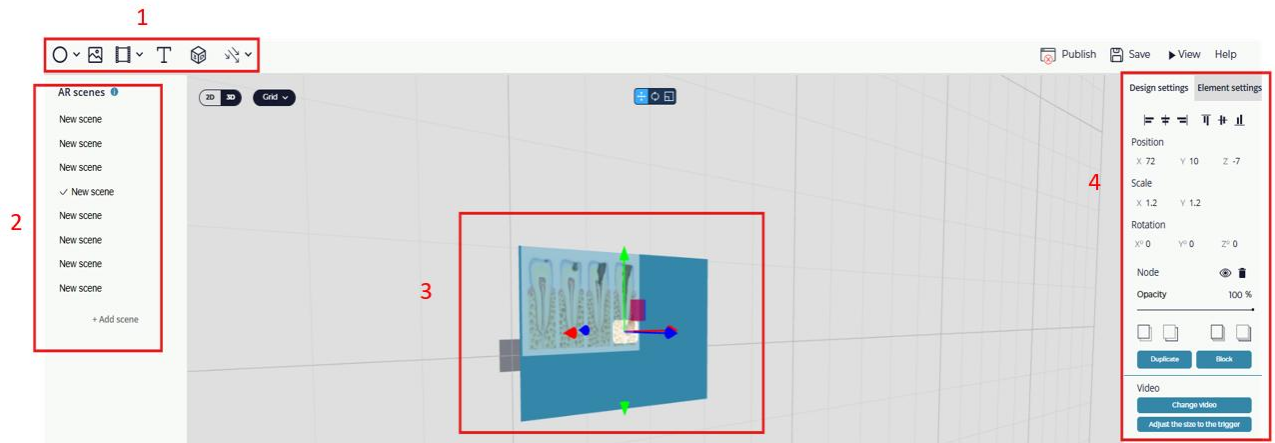 1
Publish Save View Help
2D 3D Grid
Design settings Element settings
AR scenes
New scene
New scene
New scene
New scene
New scene
New scene
New scene
New scene
+ Add scene
2
3
4
Position
X 72 Y 10 Z -7
Scale
X 1.2 Y 1.2
Rotation
Xº 0 Yº 0 Zº 0
Node
Opacity 100 %
Duplicate Block
Video
Change video
Adjust the size to the trigger